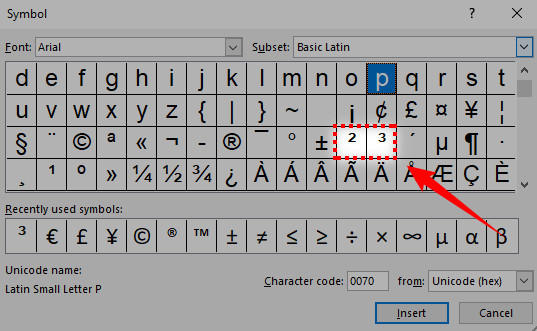 Symbol
Font: Arial Subset: Basic Latin
d e f g h i j k l m n o p q r s t
u v w x y z { | } ~ ¡ ¢ £ ¤ ¥ ¦
§ ¨ © ª « ¬ - ® ¯ ° ± ² ³ ´ µ ¶ ·
¸ ¹ º » ¼ ½ ¾ ¿ À Á Â Ã Ä Å Æ Ç È
Recently used symbols:
³ € £ ¥ © ® ™ ± ≠ ≤ ≥ ÷ × ∞ µ α β
Unicode name:
Latin Small Letter P
Character code: 0070 from: Unicode (hex)
Insert Cancel